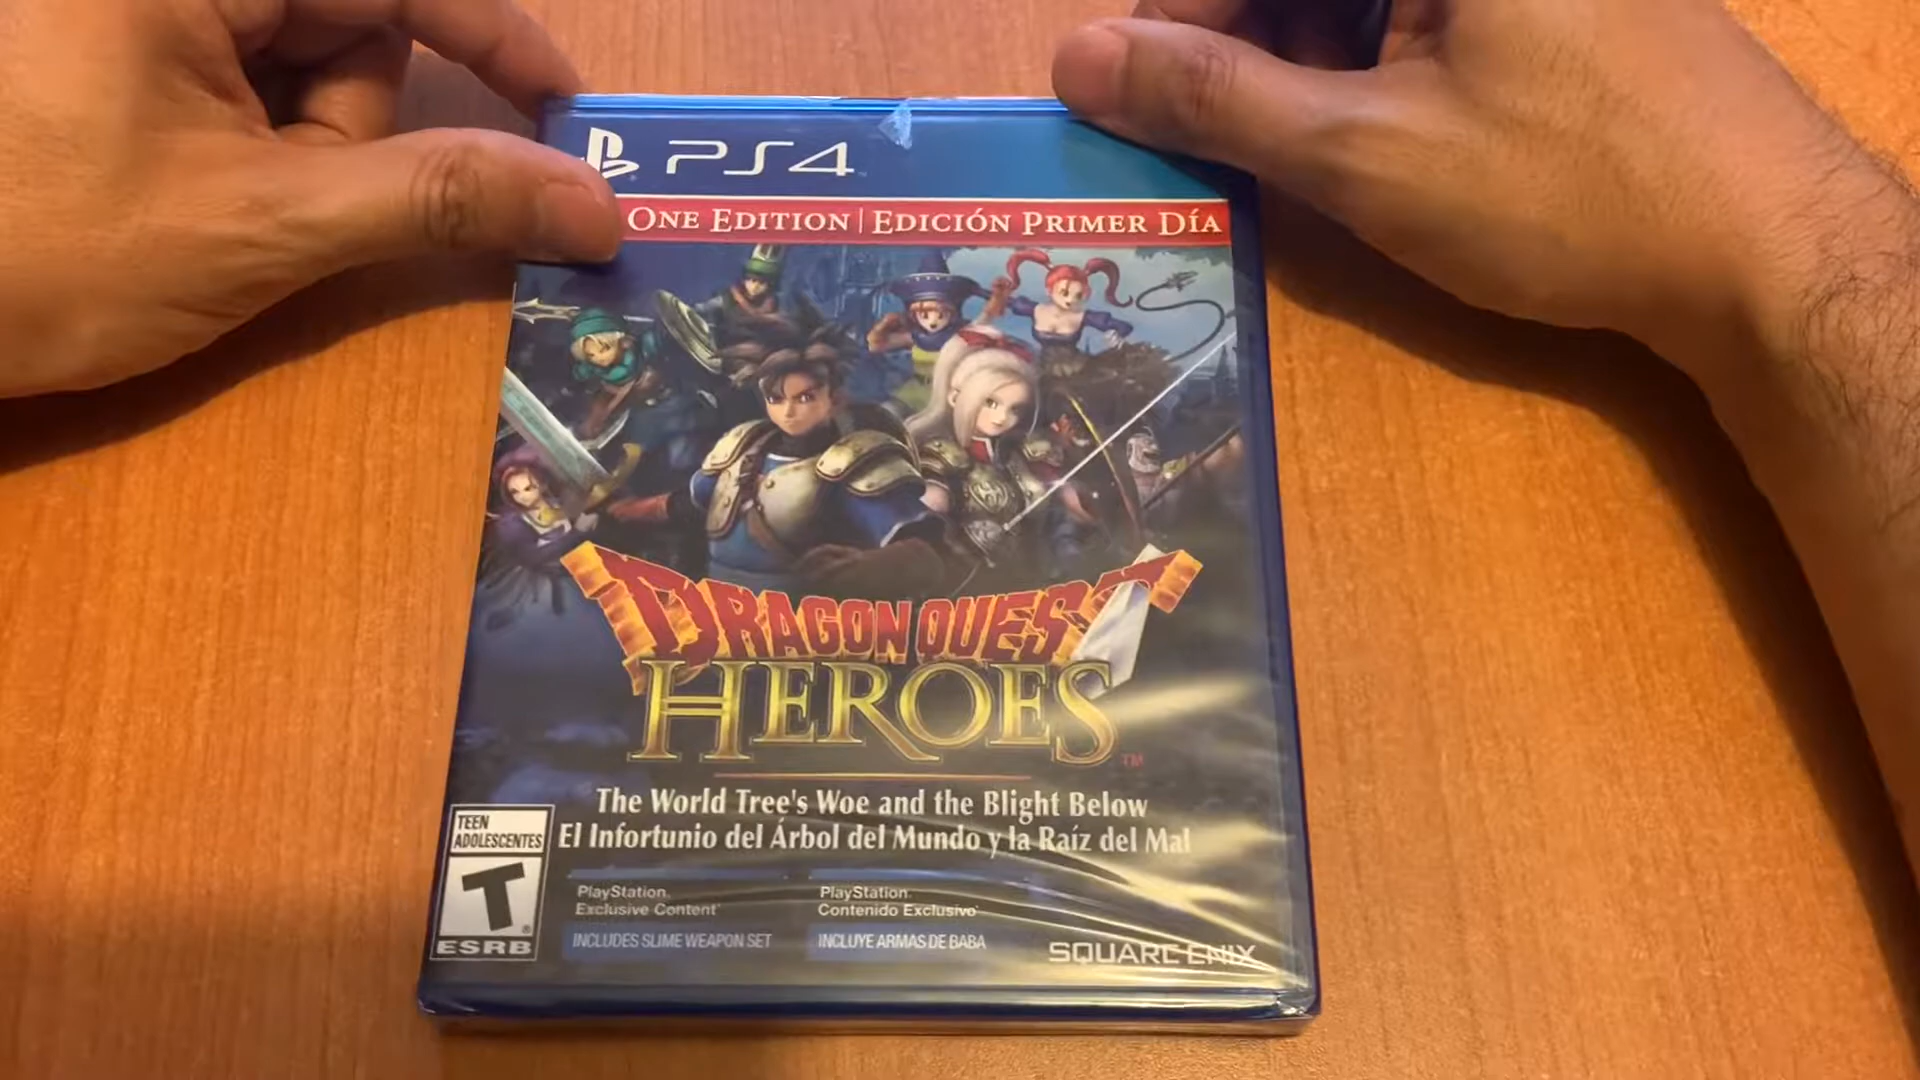 PS4
ONE EDITION | EDICIÓN PRIMER DÍA
DRAGON QUEST
HEROES™
The World Tree's Woe and the Blight Below
El Infortunio del Árbol del Mundo y la Raíz del Mal
TEEN
ADOLESCENTES
T
ESRB
PlayStation®
Exclusive Content*
INCLUDES SLIME WEAPON SET
PlayStation®
Contenido Exclusivo*
INCLUYE ARMAS DE BABA
SQUARE ENIX